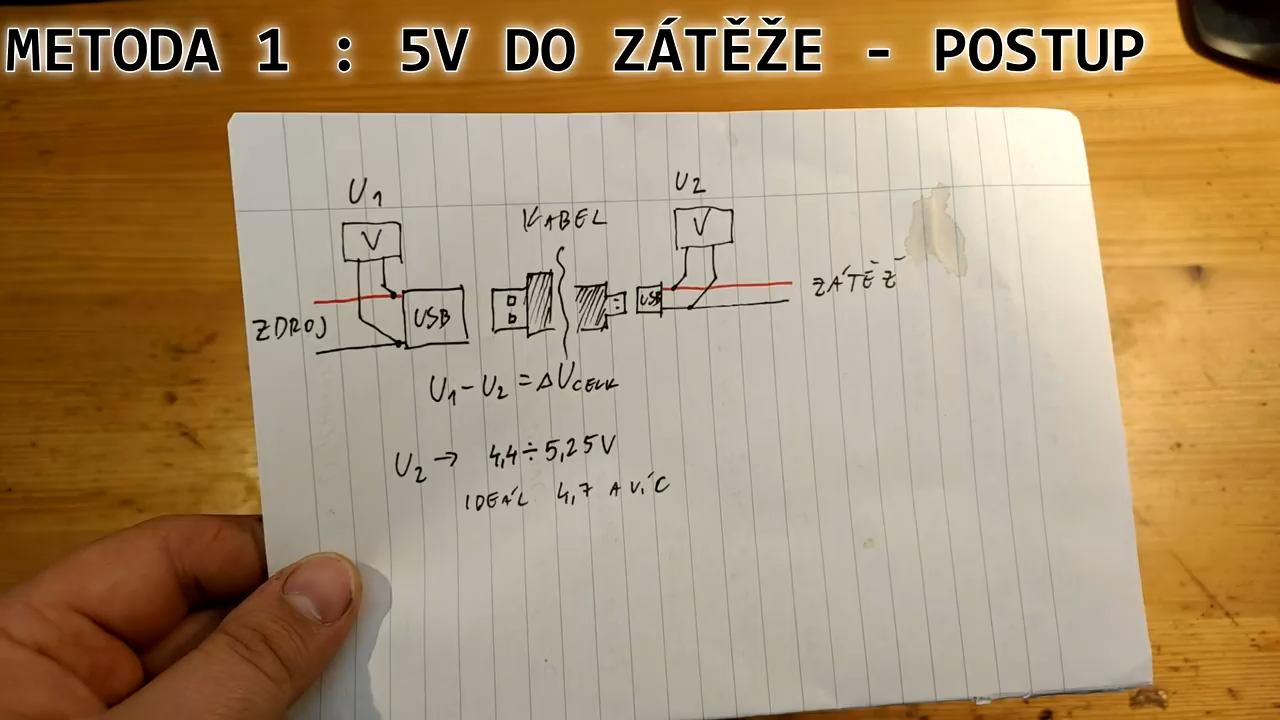 METODA 1 : 5V DO ZÁTĚŽE - POSTUP
U1
U2
V
KABEL
V
ZDROJ
USB
USB
ZÁTĚŽ
U1-U2 = ΔUCELK
U2 → 4,4÷5,25V
IDEÁL 4,7 A VÍC